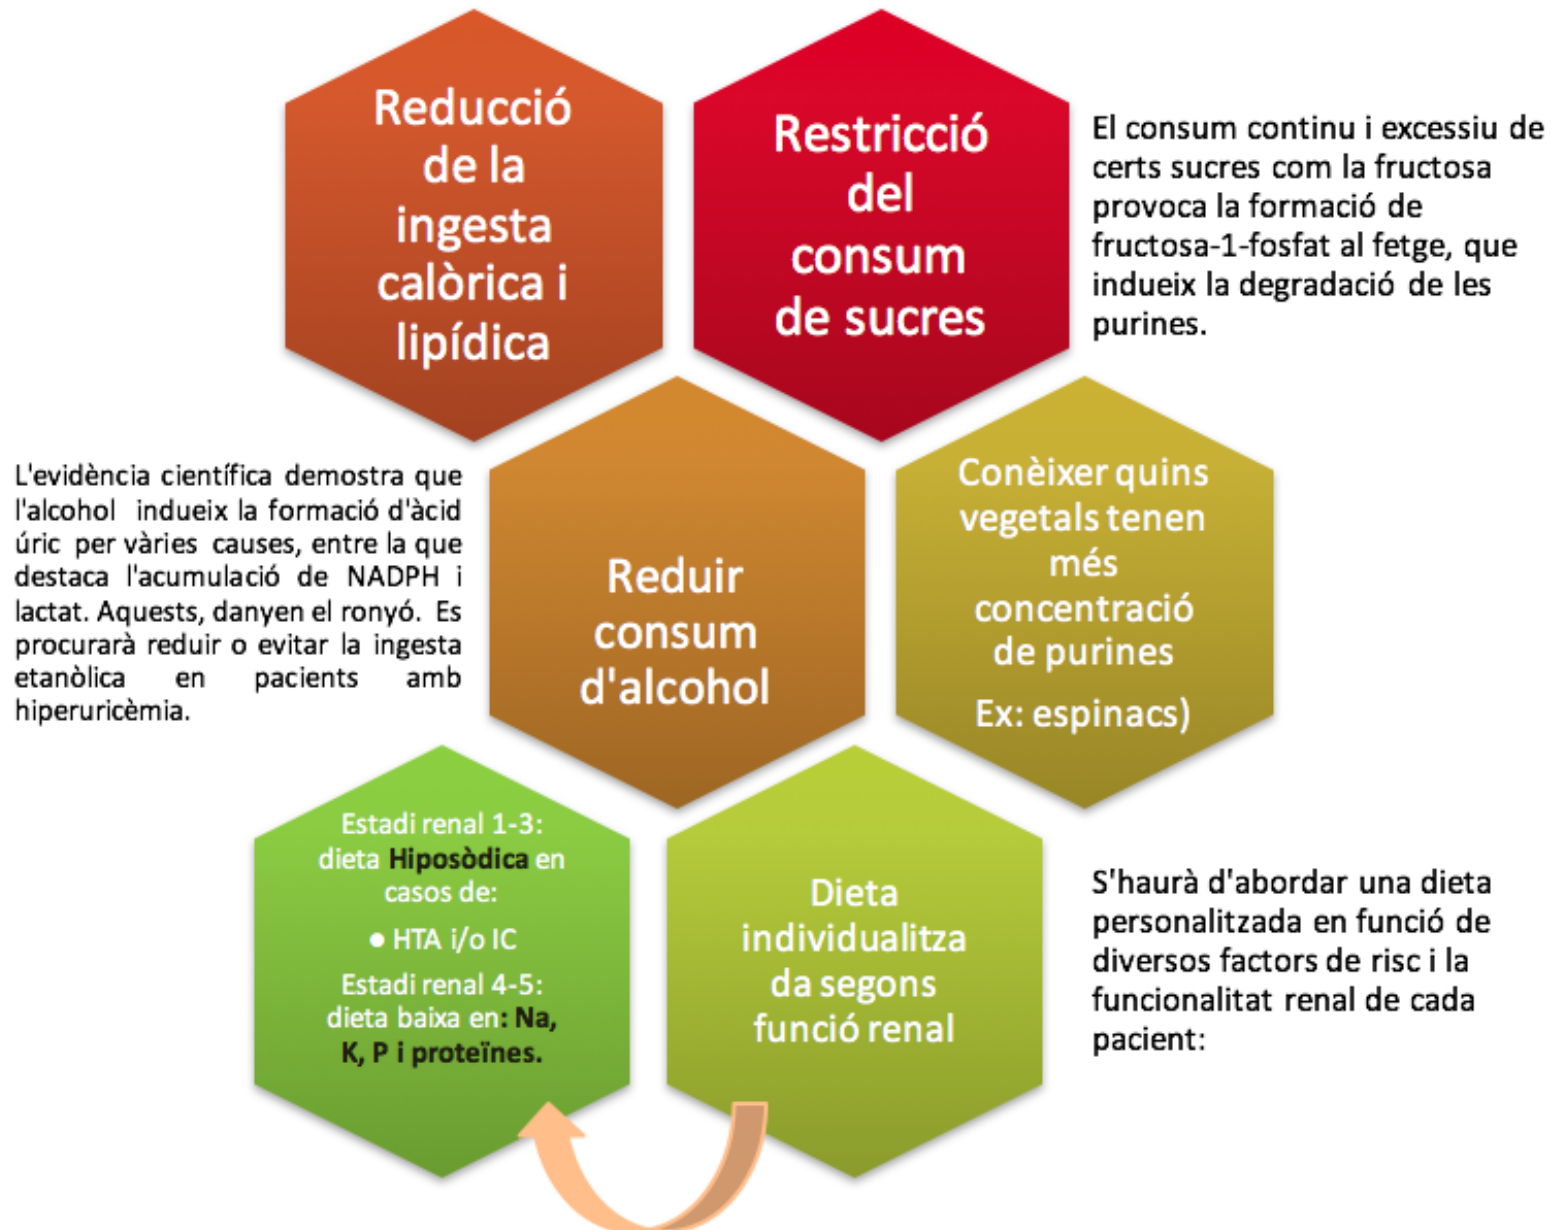 Reducció
de la
ingesta
calòrica i
lipídica
Restricció
del
consum
de sucres
El consum continu i excessiu de
certs sucres com la fructosa
provoca la formació de
fructosa-1-fosfat al fetge, que
indueix la degradació de les
purines.
L'evidència científica demostra que
l'alcohol indueix la formació d'àcid
úric per vàries causes, entre la que
destaca l'acumulació de NADPH i
lactat. Aquests, danyen el ronyó. Es
procurarà reduir o evitar la ingesta
etanòlica en pacients amb
hiperuricèmia.
Reduir
consum
d'alcohol
Conèixer quins
vegetals tenen
més
concentració
de purines
Ex: espinacs)
Estadi renal 1-3:
dieta Hiposòdica en
casos de:
● HTA i/o IC
Estadi renal 4-5:
dieta baixa en: Na,
K, P i proteïnes.
Dieta
individualitza
da segons
funció renal
S'haurà d'abordar una dieta
personalitzada en funció de
diversos factors de risc i la
funcionalitat renal de cada
pacient: